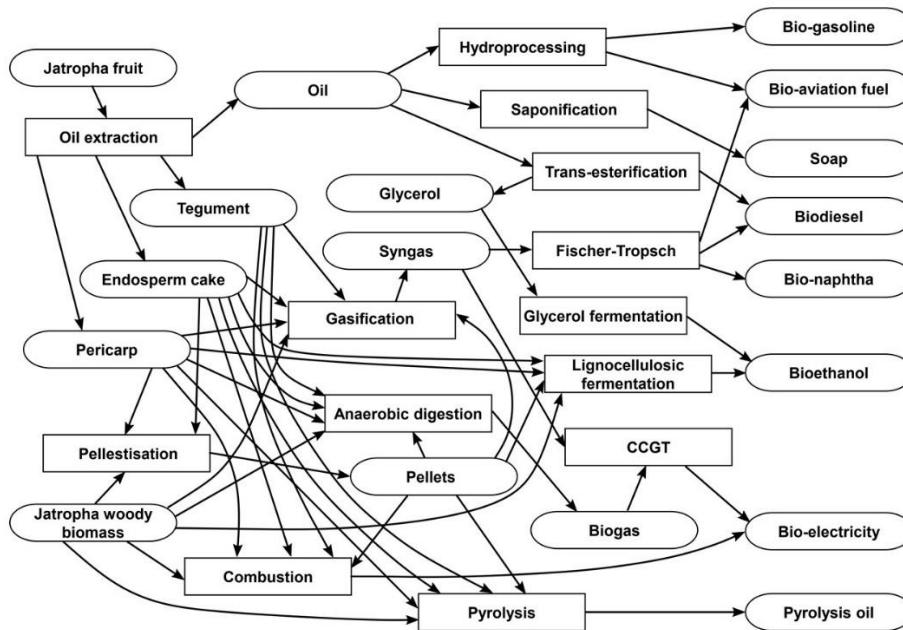 Bio-gasoline
Hydroprocessing
Jatropha fruit
Oil
Bio-aviation fuel
Saponification
Oil extraction
Soap
Trans-esterification
Glycerol
Tegument
Biodiesel
Syngas
Fischer-Tropsch
Endosperm cake
Bio-naphtha
Gasification
Glycerol fermentation
Pericarp
Lignocellulosic
fermentation
Bioethanol
Anaerobic digestion
Pellestisation
CCGT
Pellets
Jatropha woody
biomass
Biogas
Bio-electricity
Combustion
Pyrolysis
Pyrolysis oil